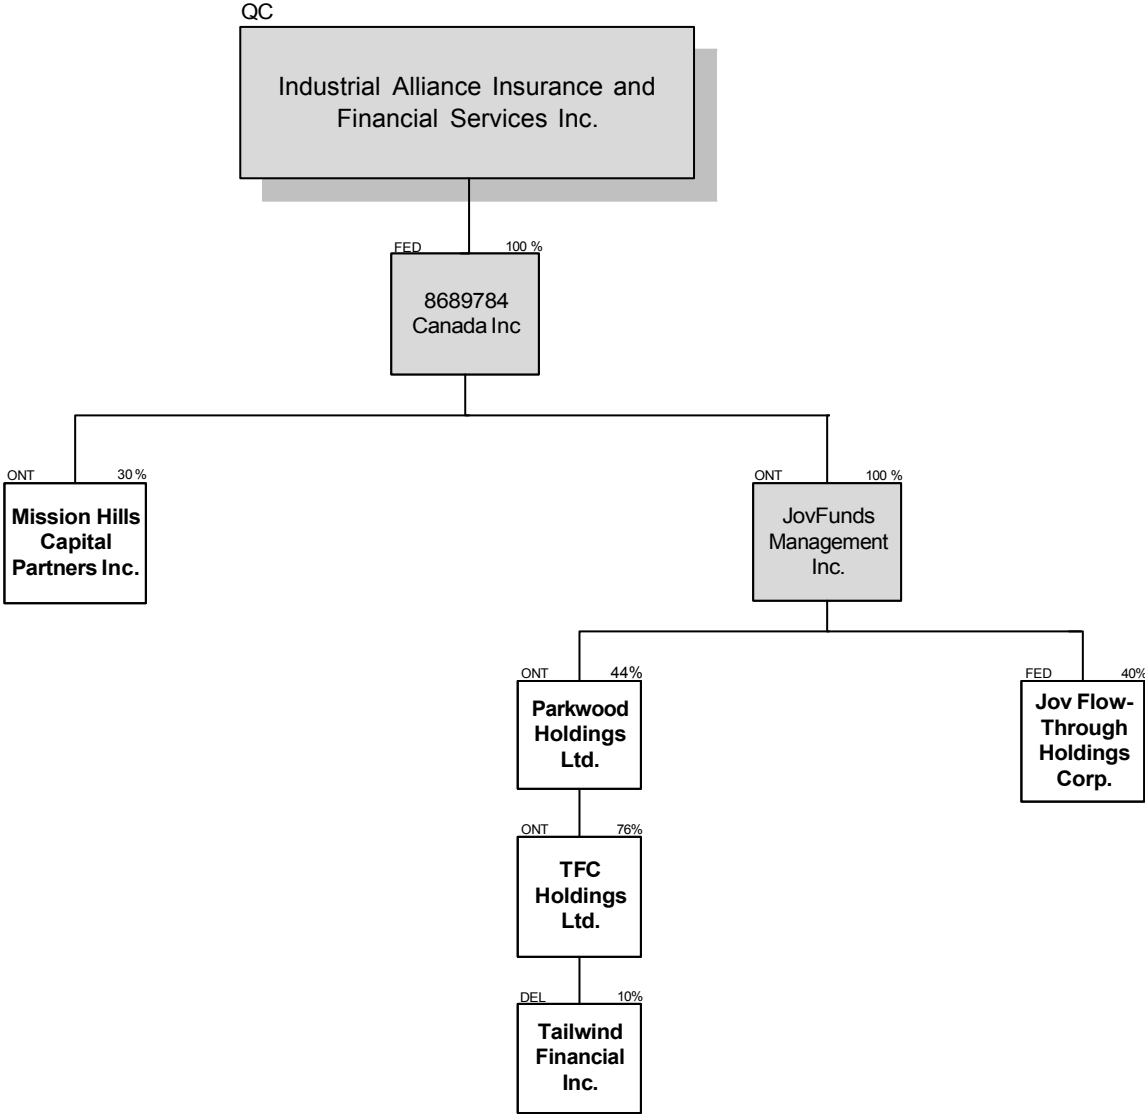 QC
Industrial Alliance Insurance and
Financial Services Inc.
FED 100 %
8689784
Canada Inc
ONT 30 %
Mission Hills
Capital
Partners Inc.
ONT 100 %
JovFunds
Management
Inc.
ONT 44%
Parkwood
Holdings
Ltd.
FED 40%
Jov Flow-
Through
Holdings
Corp.
ONT 76%
TFC
Holdings
Ltd.
DEL 10%
Tailwind
Financial
Inc.